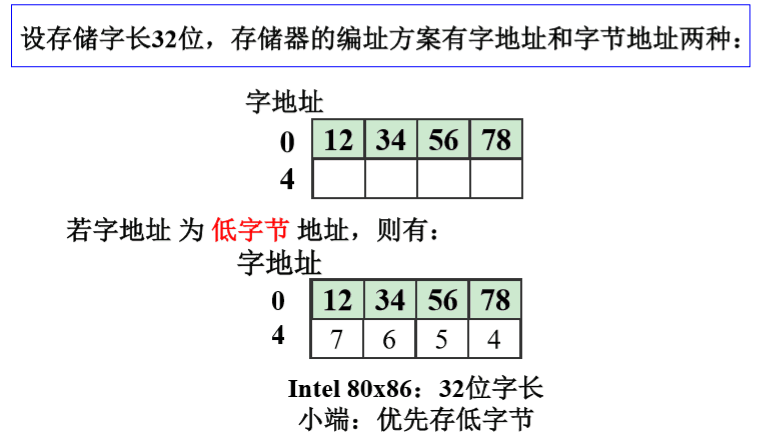 设存储字长32位，存储器的编址方案有字地址和字节地址两种：
字地址
0 12 34 56 78
4
若字地址 为 低字节 地址，则有：
字地址
0 12 34 56 78
4 7 6 5 4
Intel 80x86：32位字长
小端：优先存低字节